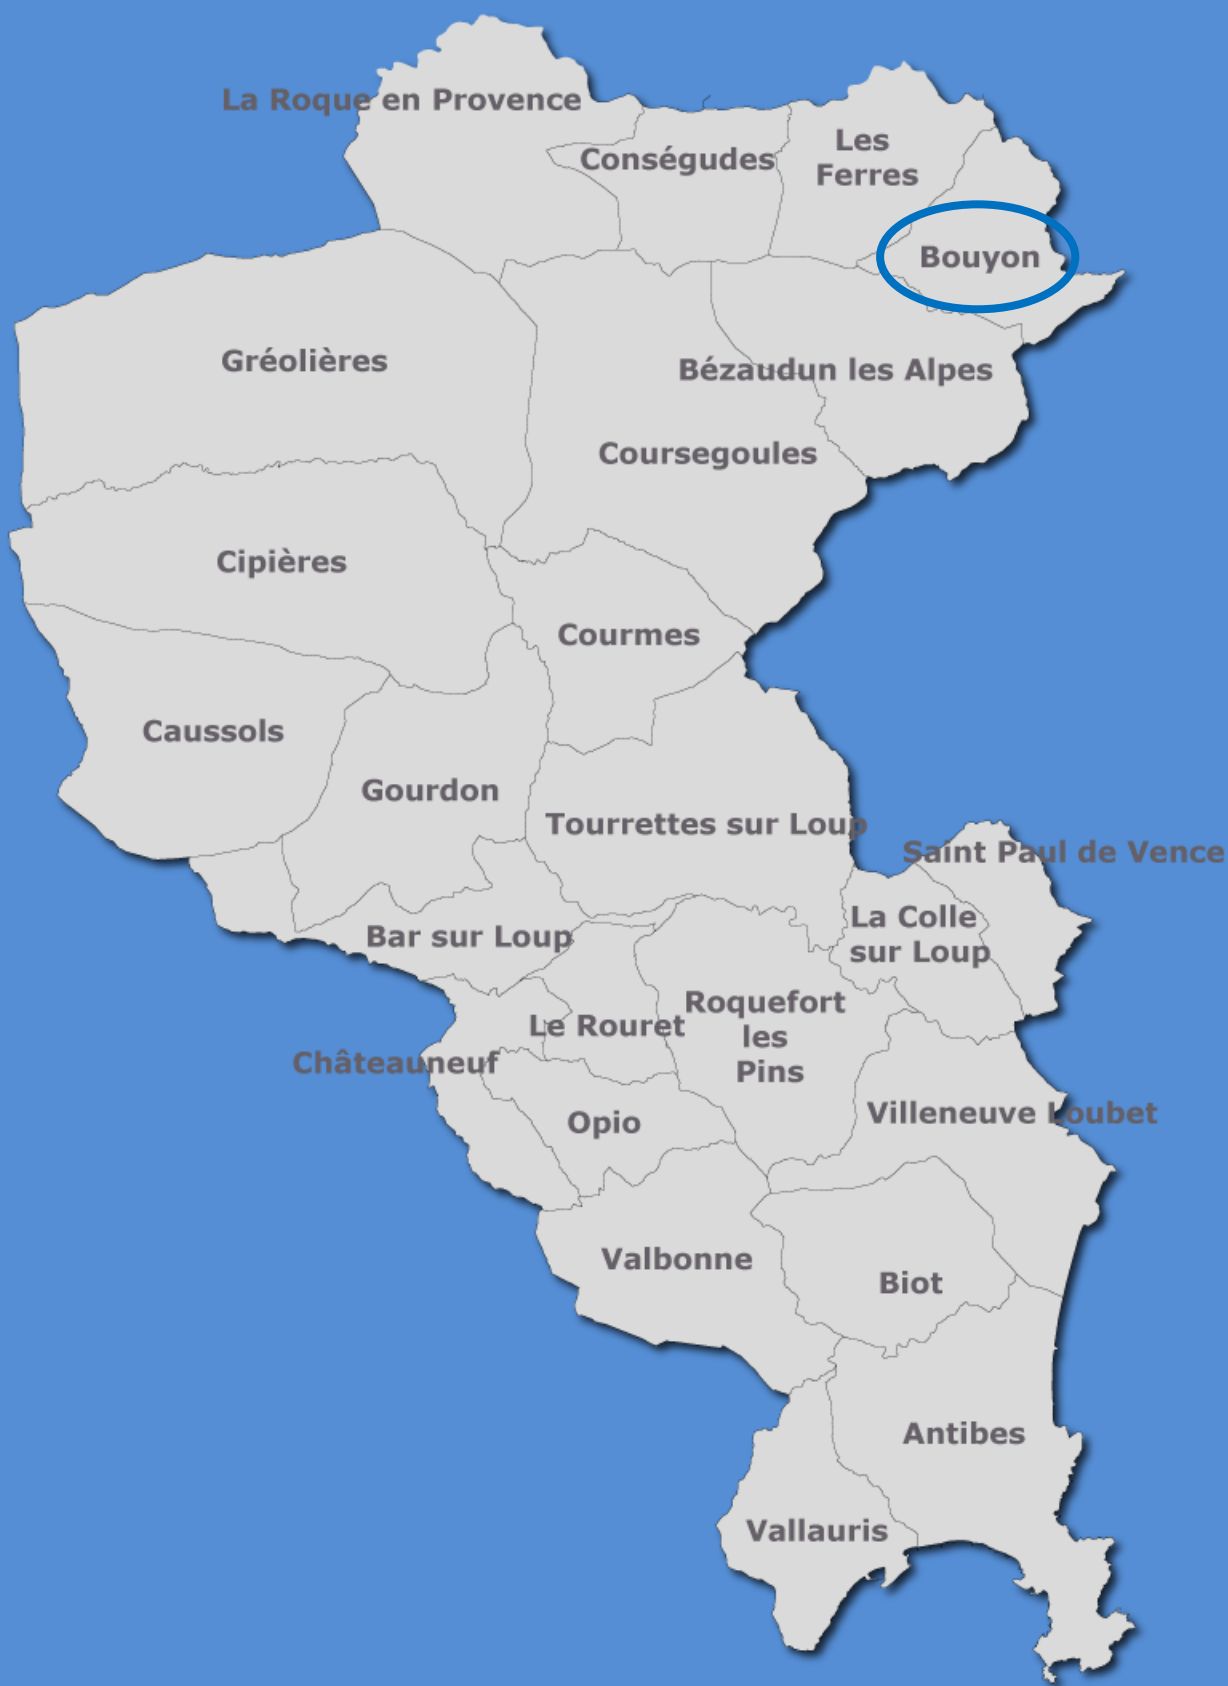 La Roque en Provence
Conségudes
Les
Ferres
Bouyon
Gréolières
Bézaudun les Alpes
Coursegoules
Cipières
Courmes
Caussols
Gourdon
Tourrettes sur Loup
Saint Paul de Vence
La Colle
sur Loup
Bar sur Loup
Roquefort
les
Pins
Le Rouret
Châteauneuf
Villeneuve Loubet
Opio
Valbonne
Biot
Antibes
Vallauris